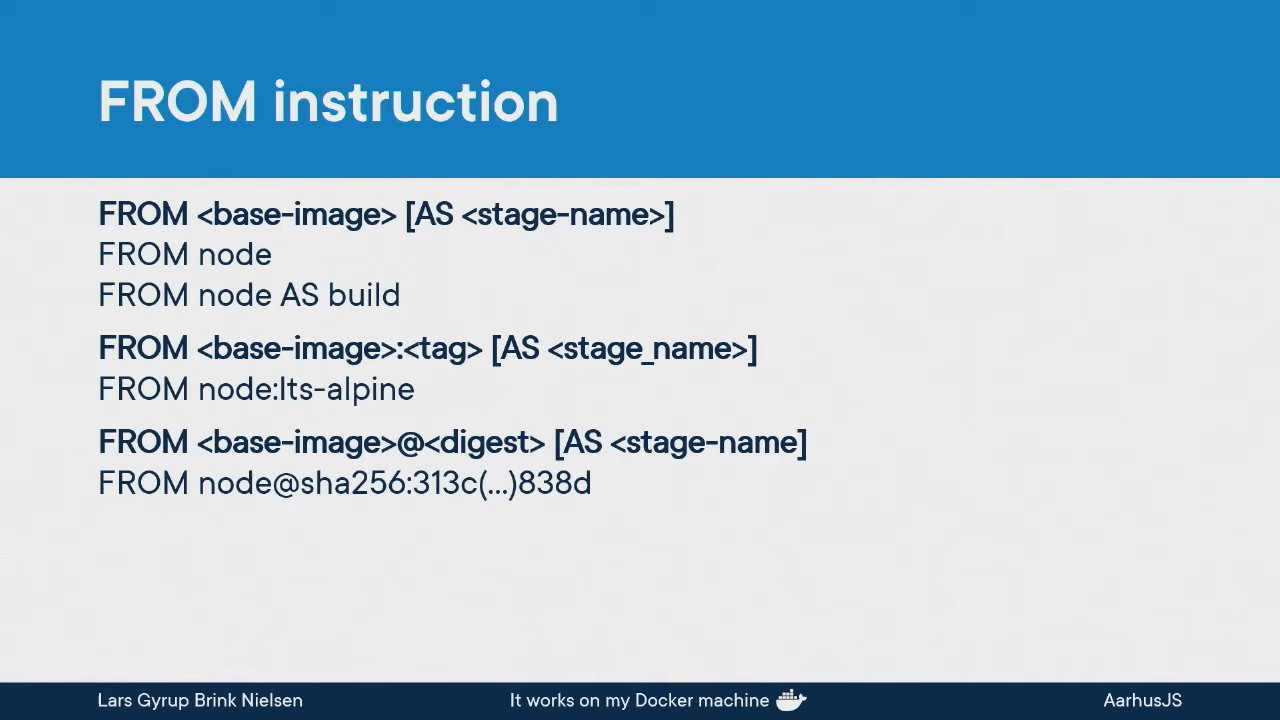 FROM instruction
FROM <base-image> [AS <stage-name>]
FROM node
FROM node AS build
FROM <base-image>:<tag> [AS <stage_name>]
FROM node:lts-alpine
FROM <base-image>@<digest> [AS <stage-name]
FROM node@sha256:313c(...)838d
Lars Gyrup Brink Nielsen
It works on my Docker machine
AarhusJS